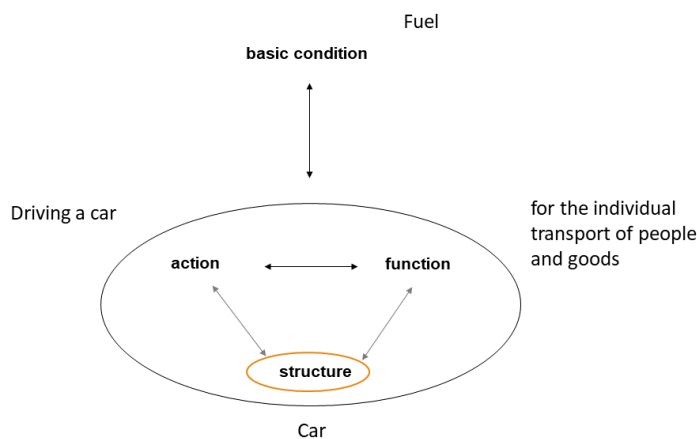 Fuel
basic condition
Driving a car
for the individual
transport of people
and goods
action
function
structure
Car